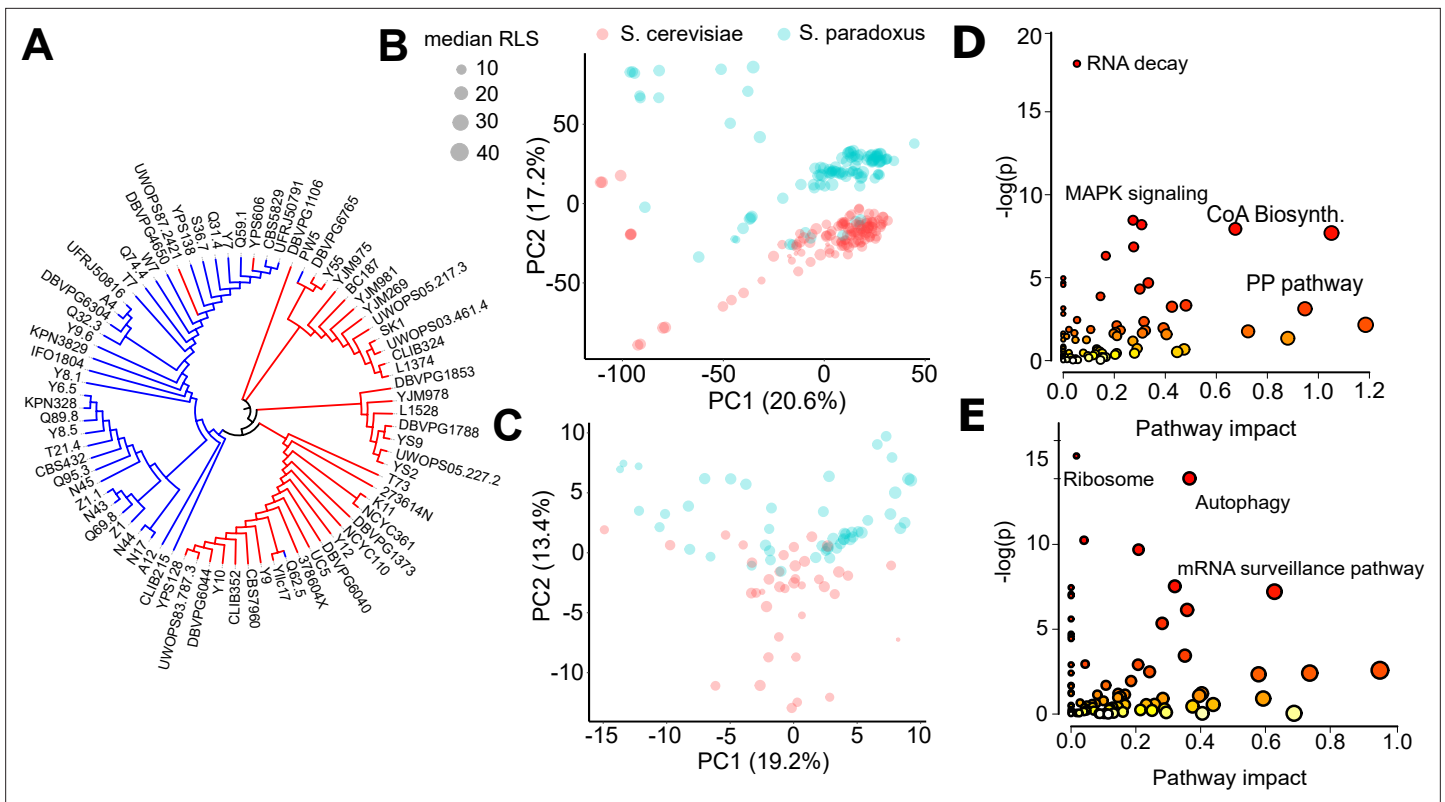 A
UWOPS87.2421
DBVPG4650
YPS138
S36.7
Q31.4
Y7
Q59.1
YPS606
CBS5829
UFRJ50791
DBVPG1106
PW5
DBVPG6765
Y55
YJM975
BC187
YJM981
YJM269
UWOPS05.217.3
SK1
UWOPS03.461.4
CLIB324
L1374
DBVPG1853
YJM978
L1528
DBVPG1788
YS9
UWOPS05.227.2
YS2
T73
273614N
K11
NCYC361
DBVPG1373
NCYC110
Y12
DBVPG6040
UC5
378604X
Q62.5
YIIc17
Y9
CBS7960
CLIB352
Y10
DBVPG6044
UWOPS83.787.3
YPS128
CLIB215
A12
N17
N44
Z1
Q69.8
N43
Z1.1
N45
Q95.3
CBS432
T21.4
Y8.5
Q89.8
KPN328
Y6.5
Y8.1
IFO1804
KPN3829
Y9.6
Q32.3
DBVPG6304
A4
UFRJ50816
T7
Q74.4
W7
B
median RLS
10
20
30
40
S. cerevisiae
S. paradoxus
PC2 (17.2%)
50
0
-50
-100
-50
0
50
PC1 (20.6%)
C
PC2 (13.4%)
10
5
0
-5
-10
-15
-10
-5
0
5
10
PC1 (19.2%)
D
-log(p)
20
15
10
5
0
RNA decay
MAPK signaling
CoA Biosynth.
PP pathway
0.0
0.2
0.4
0.6
0.8
1.0
1.2
Pathway impact
E
-log(p)
15
10
5
0
Ribosome
Autophagy
mRNA surveillance pathway
0.0
0.2
0.4
0.6
0.8
1.0
Pathway impact